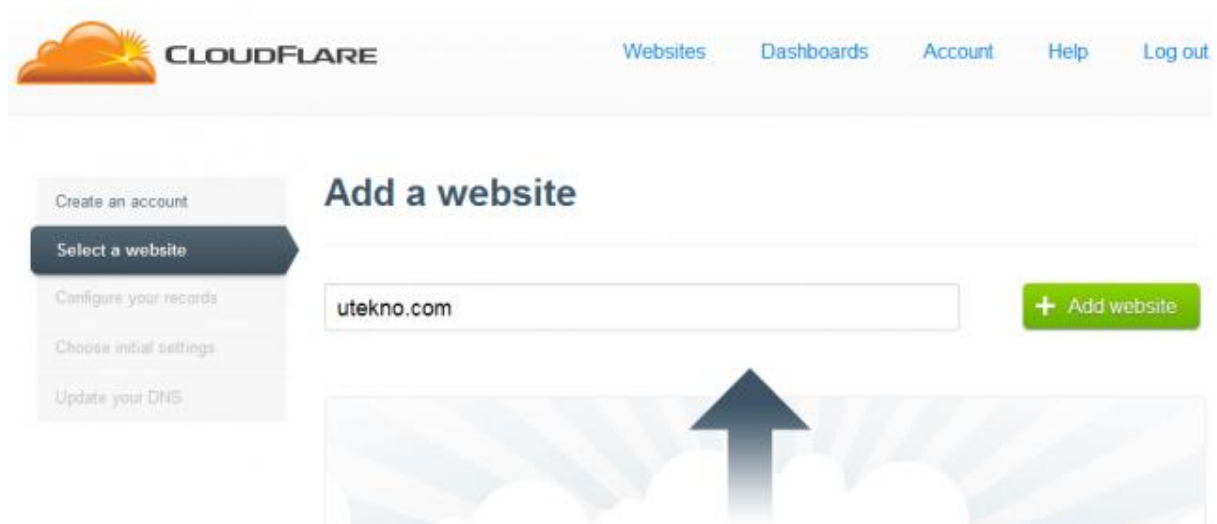 CLOUDFLARE
Websites Dashboards Account Help Log out
Create an account
Select a website
Configure your records
Choose initial settings
Update your DNS
Add a website
utekno.com
+ Add website